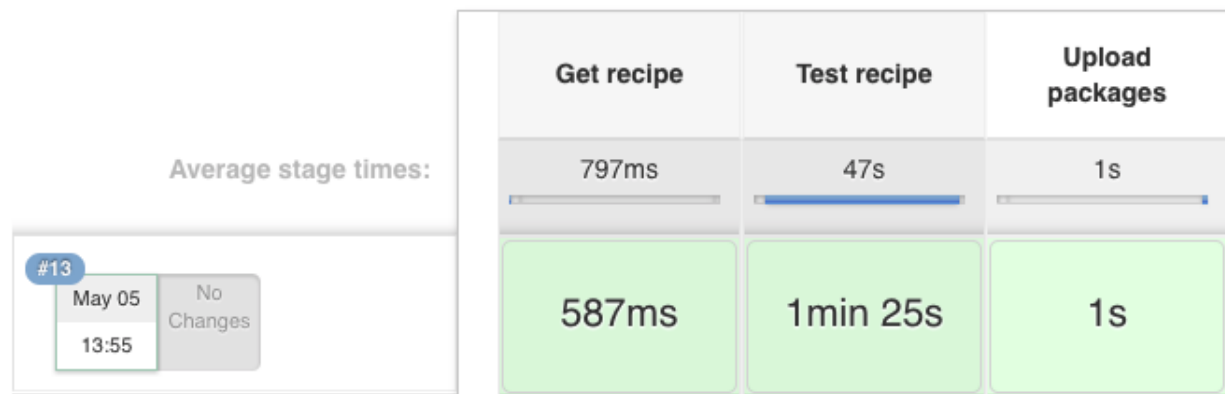 Get recipe
Test recipe
Upload
packages
Average stage times:
797ms
47s
1s
#13
May 05
No
Changes
13:55
587ms
1min 25s
1s